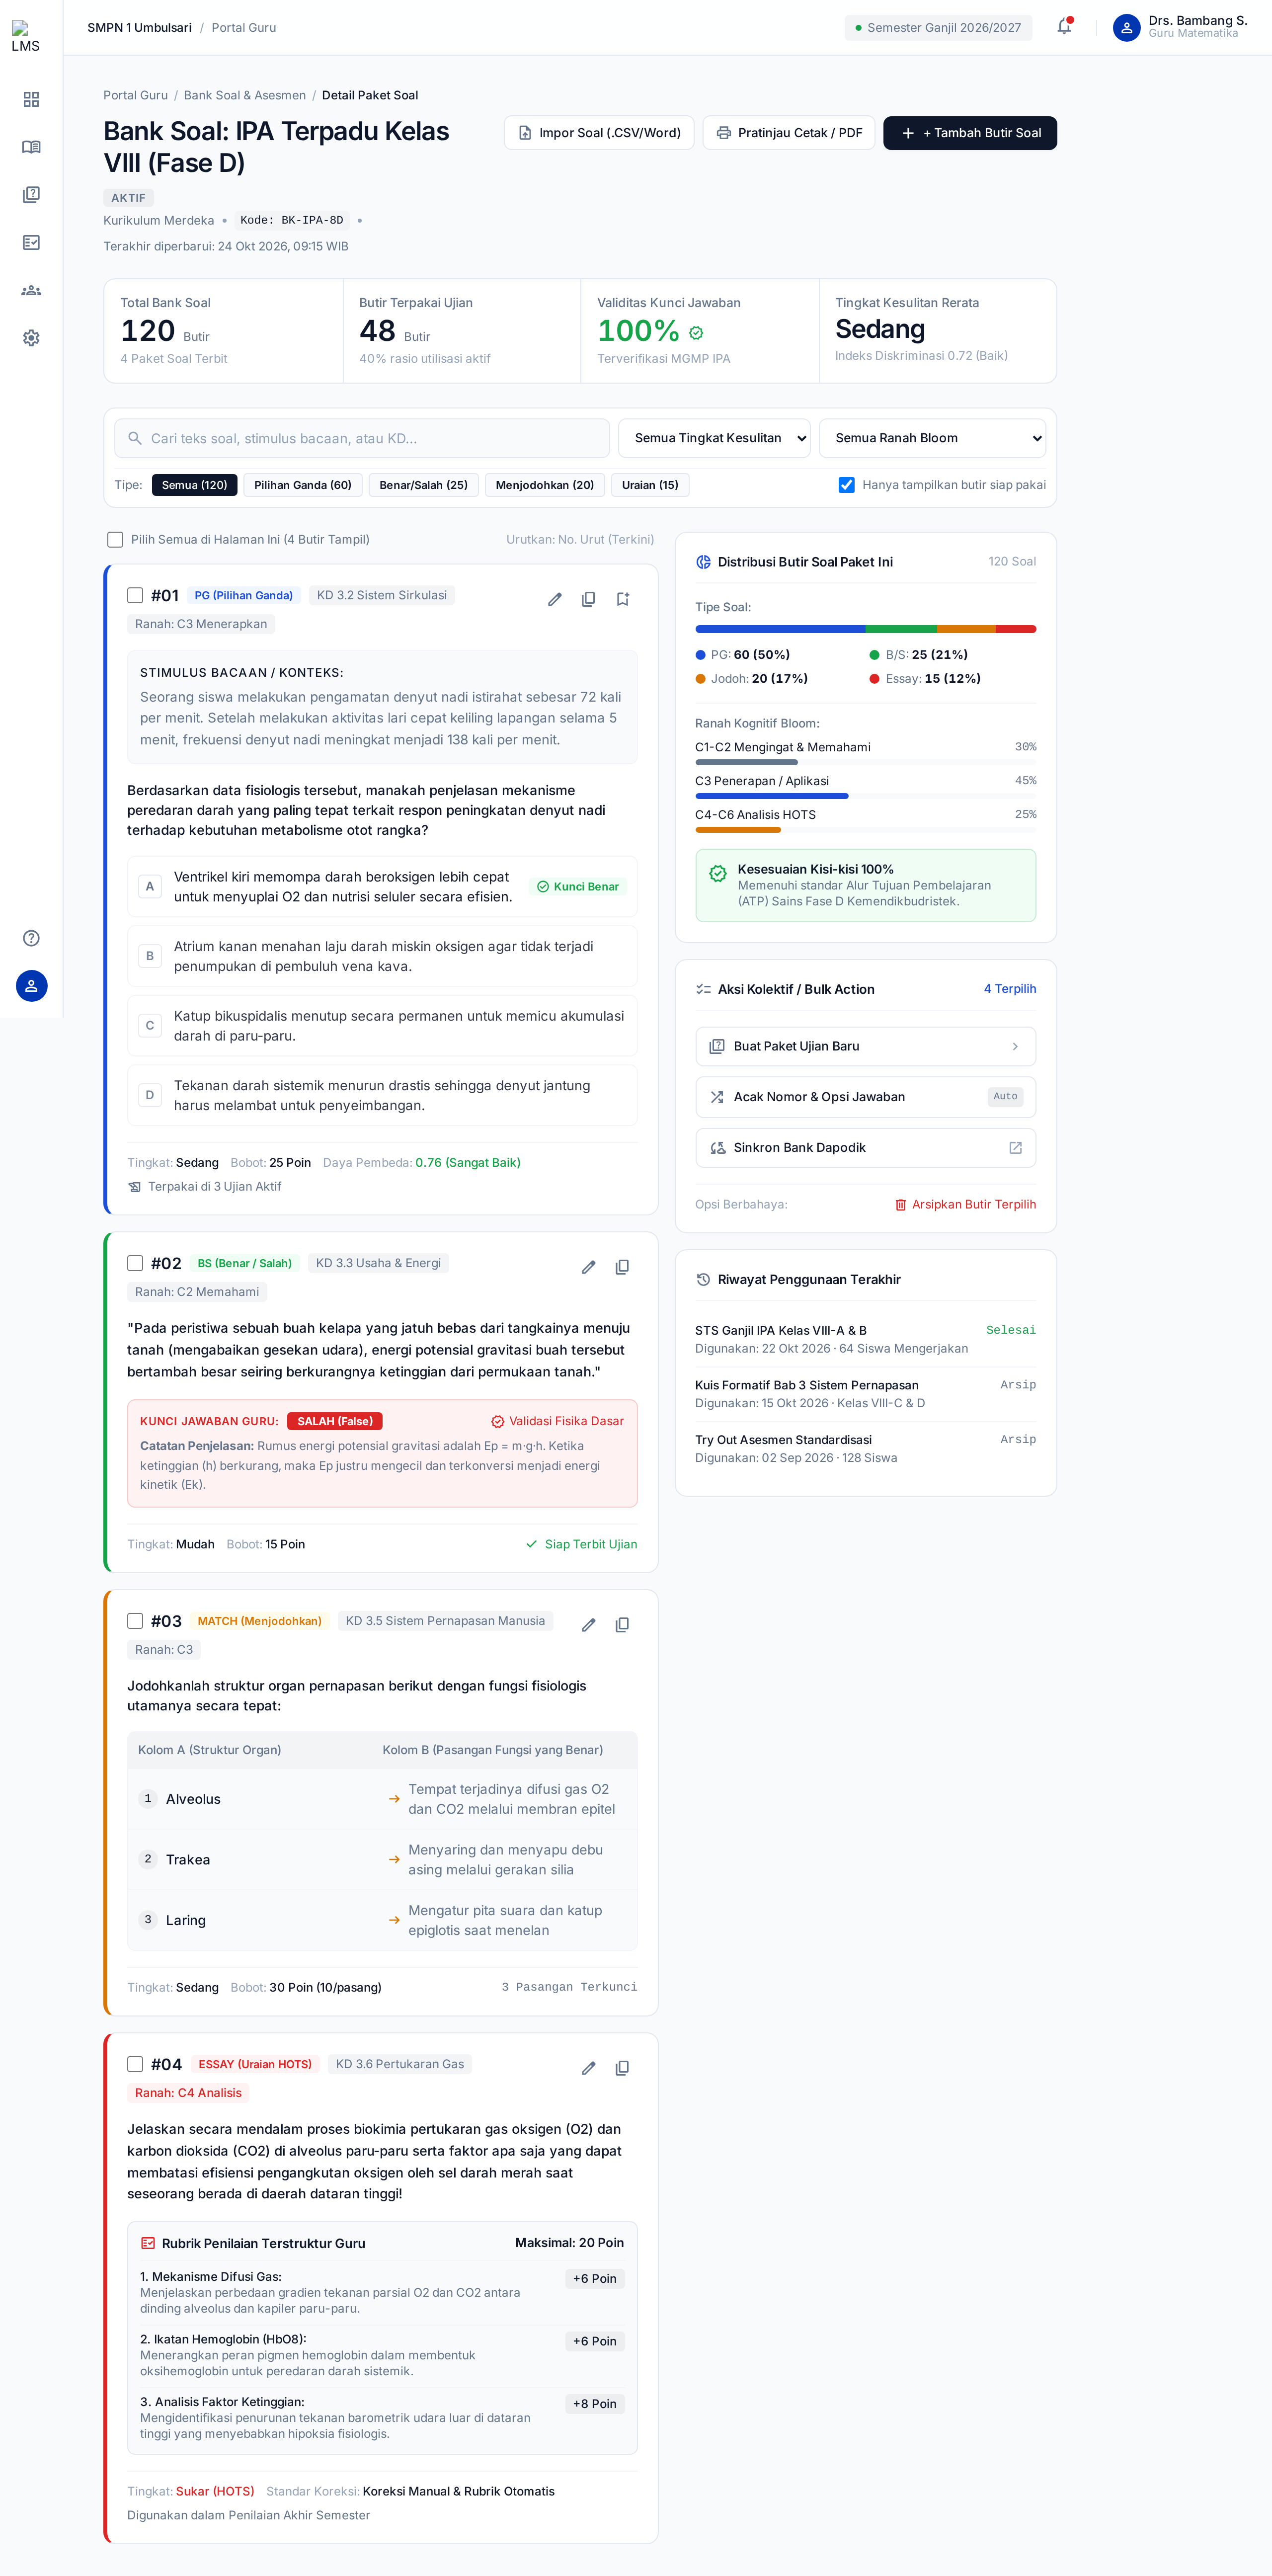 LMS
SMPN 1 Umbulsari / Portal Guru
Semester Ganjil 2026/2027
Drs. Bambang S.
Guru Matematika
Portal Guru / Bank Soal & Asesmen / Detail Paket Soal
Bank Soal: IPA Terpadu Kelas
VIII (Fase D)
Impor Soal (.CSV/Word)
Pratinjau Cetak / PDF
+ Tambah Butir Soal
AKTIF
Kurikulum Merdeka • Kode: BK-IPA-8D •
Terakhir diperbarui: 24 Okt 2026, 09:15 WIB
Total Bank Soal
120 Butir
4 Paket Soal Terbit
Butir Terpakai Ujian
48 Butir
40% rasio utilisasi aktif
Validitas Kunci Jawaban
100%
Terverifikasi MGMP IPA
Tingkat Kesulitan Rerata
Sedang
Indeks Diskriminasi 0.72 (Baik)
Cari teks soal, stimulus bacaan, atau KD...
Semua Tingkat Kesulitan
Semua Ranah Bloom
Tipe: Semua (120) Pilihan Ganda (60) Benar/Salah (25) Menjodohkan (20) Uraian (15)
Hanya tampilkan butir siap pakai
Pilih Semua di Halaman Ini (4 Butir Tampil)
Urutkan: No. Urut (Terkini)
#01 PG (Pilihan Ganda) KD 3.2 Sistem Sirkulasi
Ranah: C3 Menerapkan
STIMULUS BACAAN / KONTEKS:
Seorang siswa melakukan pengamatan denyut nadi istirahat sebesar 72 kali
per menit. Setelah melakukan aktivitas lari cepat keliling lapangan selama 5
menit, frekuensi denyut nadi meningkat menjadi 138 kali per menit.
Berdasarkan data fisiologis tersebut, manakah penjelasan mekanisme
peredaran darah yang paling tepat terkait respon peningkatan denyut nadi
terhadap kebutuhan metabolisme otot rangka?
A
Ventrikel kiri memompa darah beroksigen lebih cepat
untuk menyuplai O2 dan nutrisi seluler secara efisien.
Kunci Benar
B
Atrium kanan menahan laju darah miskin oksigen agar tidak terjadi
penumpukan di pembuluh vena kava.
C
Katup bikuspidalis menutup secara permanen untuk memicu akumulasi
darah di paru-paru.
D
Tekanan darah sistemik menurun drastis sehingga denyut jantung
harus melambat untuk penyeimbangan.
Tingkat: Sedang Bobot: 25 Poin Daya Pembeda: 0.76 (Sangat Baik)
Terpakai di 3 Ujian Aktif
#02 BS (Benar / Salah) KD 3.3 Usaha & Energi
Ranah: C2 Memahami
"Pada peristiwa sebuah buah kelapa yang jatuh bebas dari tangkainya menuju
tanah (mengabaikan gesekan udara), energi potensial gravitasi buah tersebut
bertambah besar seiring berkurangnya ketinggian dari permukaan tanah."
KUNCI JAWABAN GURU: SALAH (False)
Validasi Fisika Dasar
Catatan Penjelasan: Rumus energi potensial gravitasi adalah Ep = m·g·h. Ketika
ketinggian (h) berkurang, maka Ep justru mengecil dan terkonversi menjadi energi
kinetik (Ek).
Tingkat: Mudah Bobot: 15 Poin
Siap Terbit Ujian
#03 MATCH (Menjodohkan) KD 3.5 Sistem Pernapasan Manusia
Ranah: C3
Jodohkanlah struktur organ pernapasan berikut dengan fungsi fisiologis
utamanya secara tepat:
Kolom A (Struktur Organ)
Kolom B (Pasangan Fungsi yang Benar)
1 Alveolus
→ Tempat terjadinya difusi gas O2
dan CO2 melalui membran epitel
2 Trakea
→ Menyaring dan menyapu debu
asing melalui gerakan silia
3 Laring
→ Mengatur pita suara dan katup
epiglotis saat menelan
Tingkat: Sedang Bobot: 30 Poin (10/pasang)
3 Pasangan Terkunci
#04 ESSAY (Uraian HOTS) KD 3.6 Pertukaran Gas
Ranah: C4 Analisis
Jelaskan secara mendalam proses biokimia pertukaran gas oksigen (O2) dan
karbon dioksida (CO2) di alveolus paru-paru serta faktor apa saja yang dapat
membatasi efisiensi pengangkutan oksigen oleh sel darah merah saat
seseorang berada di daerah dataran tinggi!
Rubrik Penilaian Terstruktur Guru
Maksimal: 20 Poin
1. Mekanisme Difusi Gas:
Menjelaskan perbedaan gradien tekanan parsial O2 dan CO2 antara
dinding alveolus dan kapiler paru-paru.
+6 Poin
2. Ikatan Hemoglobin (HbO8):
Menerangkan peran pigmen hemoglobin dalam membentuk
oksihemoglobin untuk peredaran darah sistemik.
+6 Poin
3. Analisis Faktor Ketinggian:
Mengidentifikasi penurunan tekanan barometrik udara luar di dataran
tinggi yang menyebabkan hipoksia fisiologis.
+8 Poin
Tingkat: Sukar (HOTS) Standar Koreksi: Koreksi Manual & Rubrik Otomatis
Digunakan dalam Penilaian Akhir Semester
Distribusi Butir Soal Paket Ini
120 Soal
Tipe Soal:
PG: 60 (50%)
B/S: 25 (21%)
Jodoh: 20 (17%)
Essay: 15 (12%)
Ranah Kognitif Bloom:
C1-C2 Mengingat & Memahami 30%
C3 Penerapan / Aplikasi 45%
C4-C6 Analisis HOTS 25%
Kesesuaian Kisi-kisi 100%
Memenuhi standar Alur Tujuan Pembelajaran
(ATP) Sains Fase D Kemendikbudristek.
Aksi Kolektif / Bulk Action
4 Terpilih
Buat Paket Ujian Baru
Acak Nomor & Opsi Jawaban
Auto
Sinkron Bank Dapodik
Opsi Berbahaya:
Arsipkan Butir Terpilih
Riwayat Penggunaan Terakhir
STS Ganjil IPA Kelas VIII-A & B
Selesai
Digunakan: 22 Okt 2026 · 64 Siswa Mengerjakan
Kuis Formatif Bab 3 Sistem Pernapasan
Arsip
Digunakan: 15 Okt 2026 · Kelas VIII-C & D
Try Out Asesmen Standardisasi
Arsip
Digunakan: 02 Sep 2026 · 128 Siswa